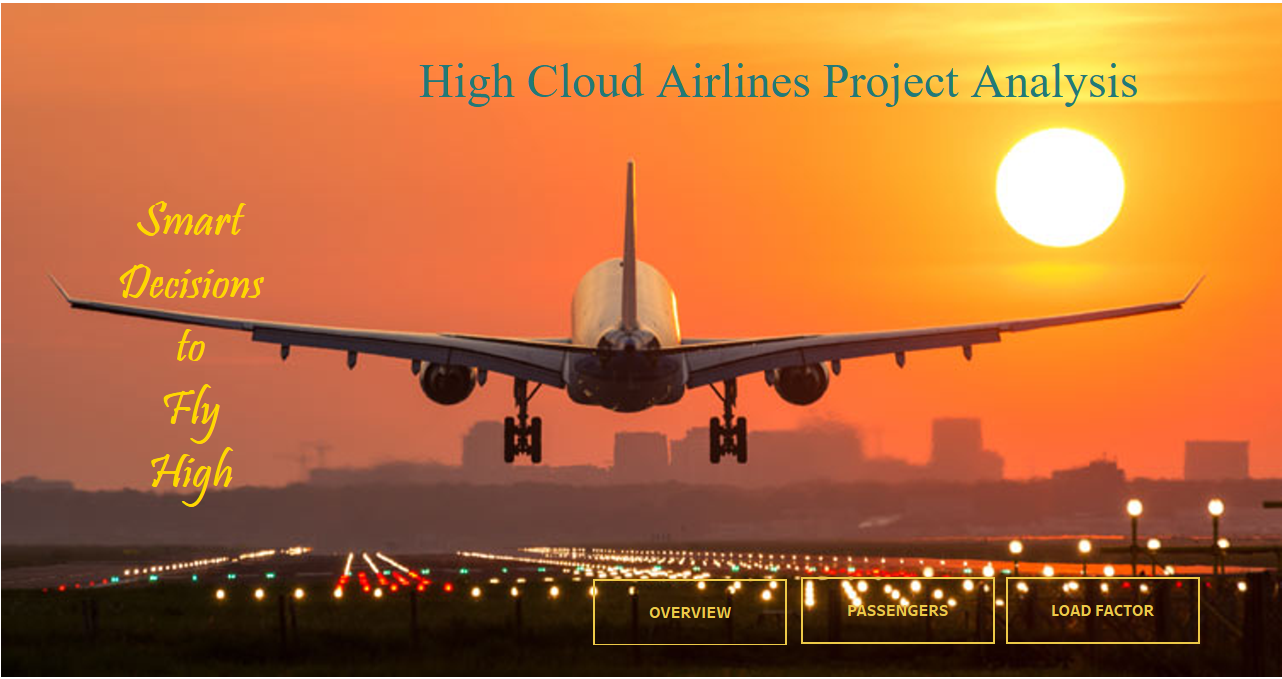 High Cloud Airlines Project Analysis
Smart
Decisions
to
Fly
High
OVERVIEW
PASSENGERS
LOAD FACTOR